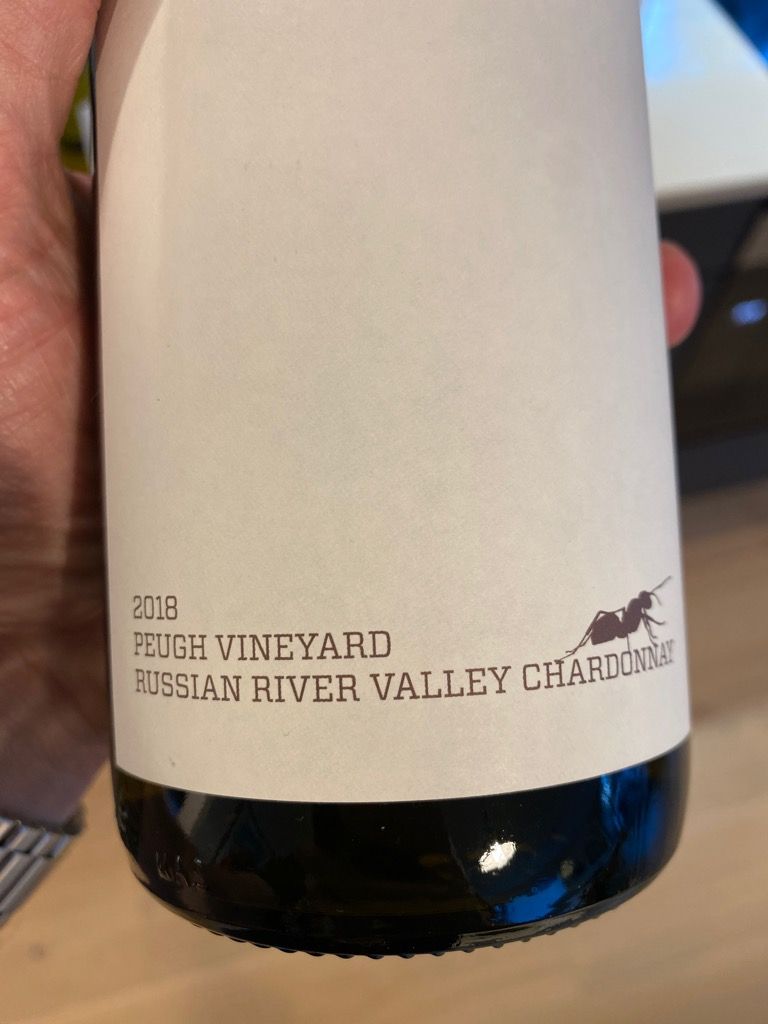 2018
PEUGH VINEYARD
RUSSIAN RIVER VALLEY CHARDONNAY